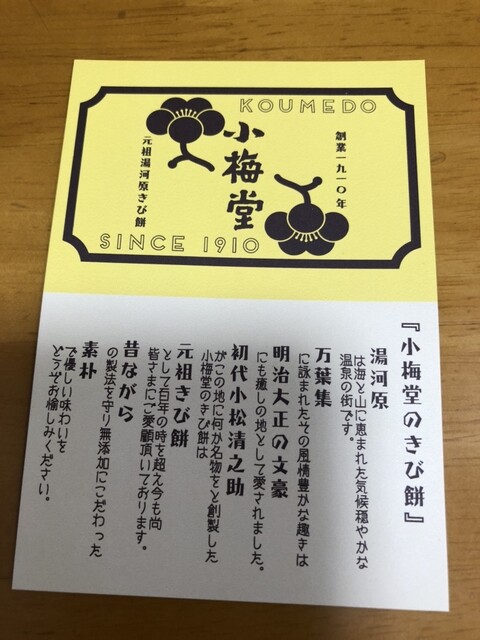 KOUMEDO
創業一九一〇年
小梅堂
元祖湯河原きび餅
SINCE 1910
『小梅堂のきび餅』
湯河原
は海と山に恵まれた気候穏やかな
温泉の街です。
万葉集
に詠まれたその風情豊かな趣きは
明治大正の文豪
にも癒しの地として愛されました。
初代小松清之助
がこの地に何か名物をと創製した
小梅堂のきび餅は
元祖きび餅
として百年の時を超え今も尚
皆さまにご愛顧頂いております。
昔ながら
の製法を守り無添加にこだわった
素朴
で優しい味わいを
どうぞお愉しみください。